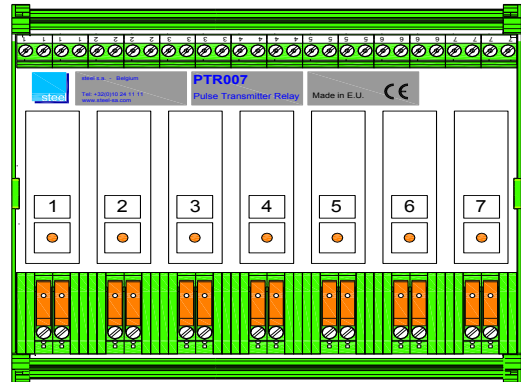 1 1 1 1 2 2 2 2 3 3 3 3 4 4 4 4 5 5 5 5 6 6 6 6 7 7 7 7
steel
steel s.a. - Belgium
Tel: +32(0)10 24 11 11
www.steel-sa.com
PTR007
Pulse Transmitter Relay
Made in E.U.
CE
1 2 3 4 5 6 7